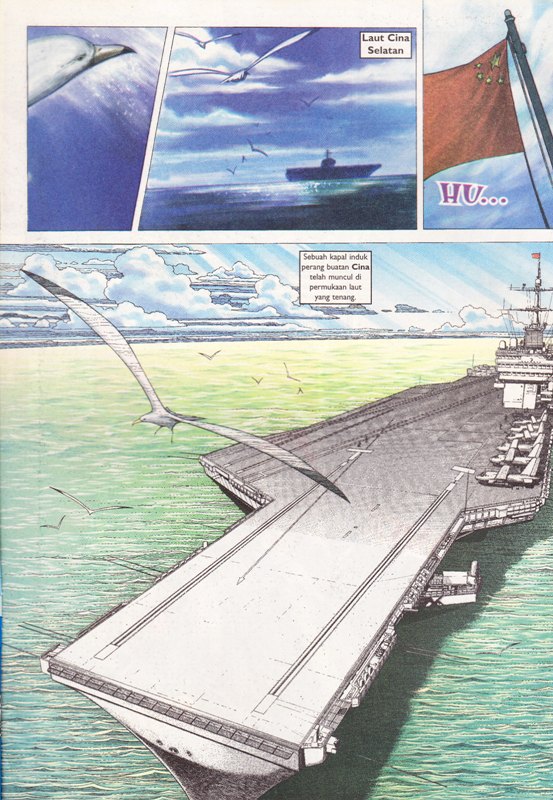 Laut Cina
Selatan
HU...
Sebuah kapal induk
perang buatan Cina
telah muncul di
permukaan laut
yang tenang.